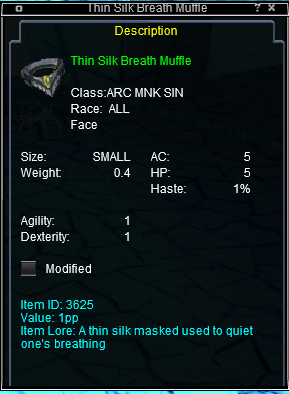 Thin Silk Breath Muffle ? X
Description
Thin Silk Breath Muffle
Class:ARC MNK SIN
Race: ALL
Face
Size: SMALL AC: 5
Weight: 0.4 HP: 5
Haste: 1%
Agility: 1
Dexterity: 1
Modified
Item ID: 3625
Value: 1pp
Item Lore: A thin silk masked used to quiet
one's breathing